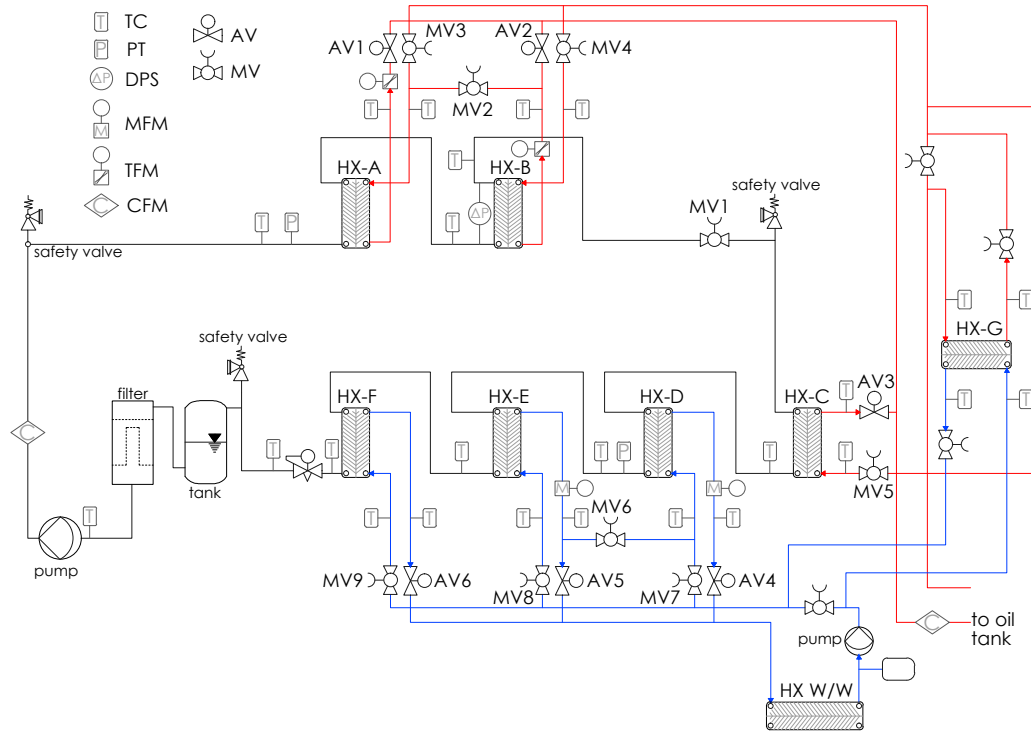 T TC
P PT
ΔP DPS
M MFM
TFM
C CFM
AV
MV
AV1
MV3
AV2
MV4
MV2
T
T
T
T
T
HX-A
HX-B
ΔP
T
T
P
safety valve
safety valve
MV1
T
T
HX-G
T
T
safety valve
filter
tank
C
T
pump
T
T
HX-F
HX-E
HX-D
HX-C
T
AV3
T
T
P
T
T
MV5
M
M
T
T
T
T
T
T
MV6
MV9
AV6
MV8
AV5
MV7
AV4
pump
C
to oil
tank
HX W/W